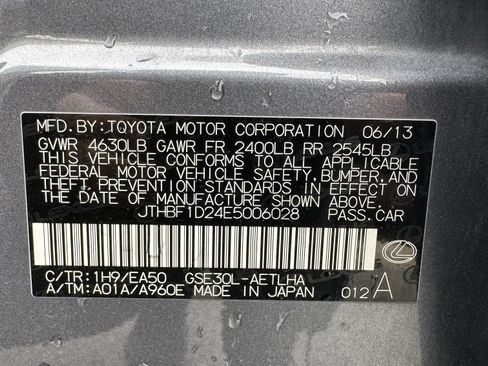 MFD.BY:TOYOTA MOTOR CORPORATION 06/13
GVWR 4630LB GAWR FR 2400LB RR 2545LB
THIS VEHICLE CONFORMS TO ALL APPLICABLE
FEDERAL MOTOR VEHICLE SAFETY,BUMPER,AND
THEFT PREVENTION STANDARDS IN EFFECT ON
THE DATE OF MANUFACTURE SHOWN ABOVE.
JTHBF1D24E5006028 PASS.CAR
C/TR:1H9/EA50 GSE30L-AETLHA
A/TM:A01A/A960E MADE IN JAPAN 012 A